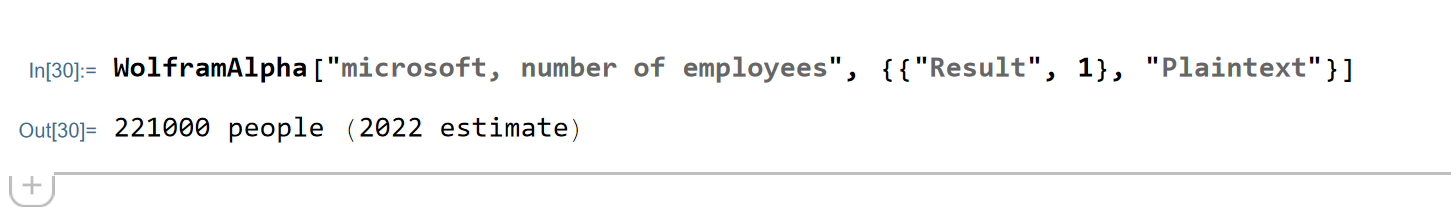 In[30]:= WolframAlpha["microsoft, number of employees", {{"Result", 1}, "Plaintext"}]
Out[30]= 221000 people (2022 estimate)
+